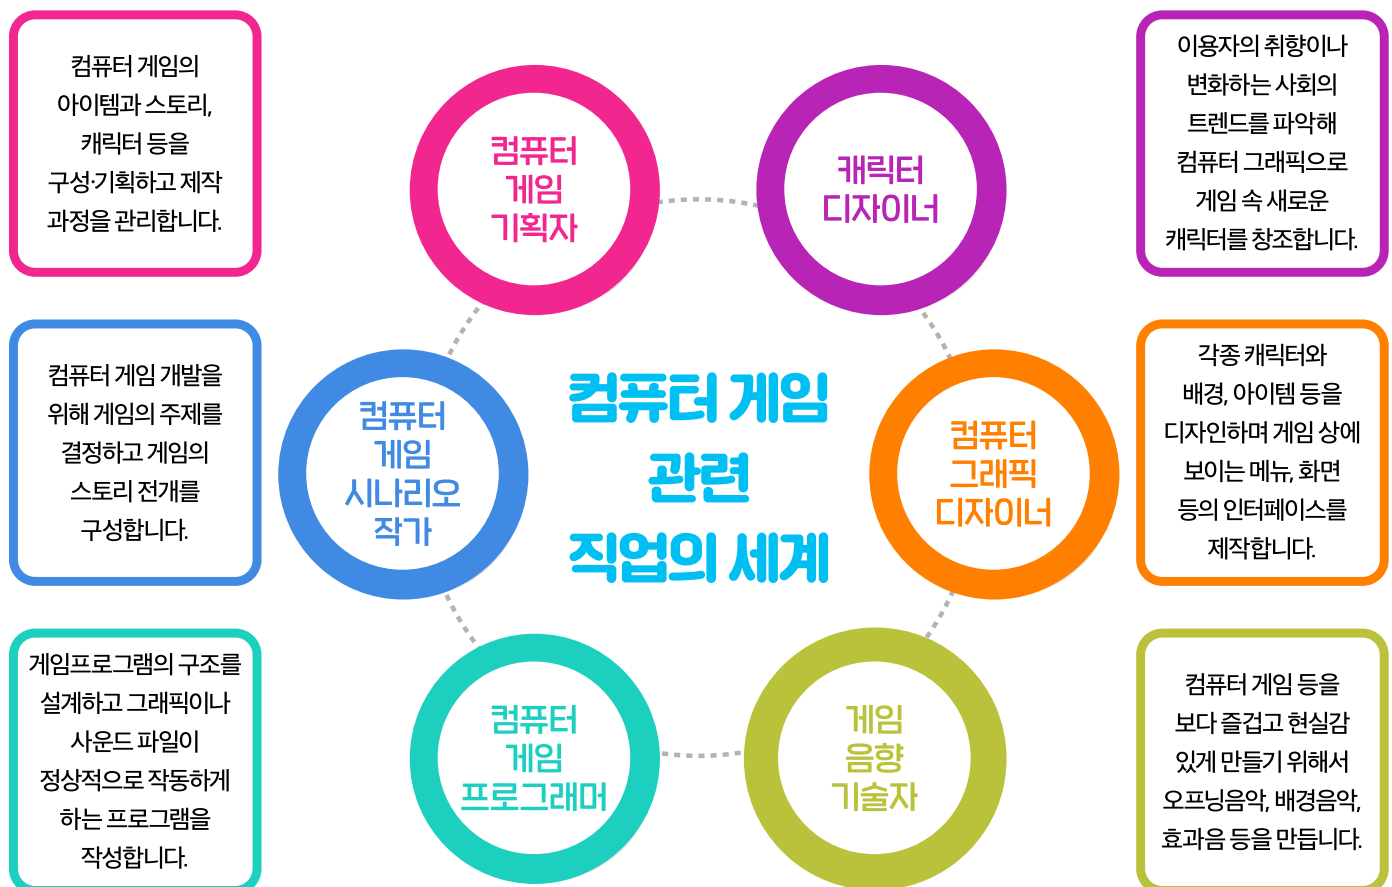 컴퓨터 게임의
아이템과 스토리,
캐릭터 등을
구성·기획하고 제작
과정을 관리합니다.
컴퓨터
게임
기획자
캐릭터
디자이너
이용자의 취향이나
변화하는 사회의
트렌드를 파악해
컴퓨터 그래픽으로
게임 속 새로운
캐릭터를 창조합니다.
컴퓨터 게임 개발을
위해 게임의 주제를
결정하고 게임의
스토리 전개를
구성합니다.
컴퓨터
게임
시나리오
작가
컴퓨터 게임
관련
직업의 세계
컴퓨터
그래픽
디자이너
각종 캐릭터와
배경, 아이템 등을
디자인하며 게임 상에
보이는 메뉴, 화면
등의 인터페이스를
제작합니다.
게임프로그램의 구조를
설계하고 그래픽이나
사운드 파일이
정상적으로 작동하게
하는 프로그램을
작성합니다.
컴퓨터
게임
프로그래머
게임
음향
기술자
컴퓨터 게임 등을
보다 즐겁고 현실감
있게 만들기 위해서
오프닝음악, 배경음악,
효과음 등을 만듭니다.